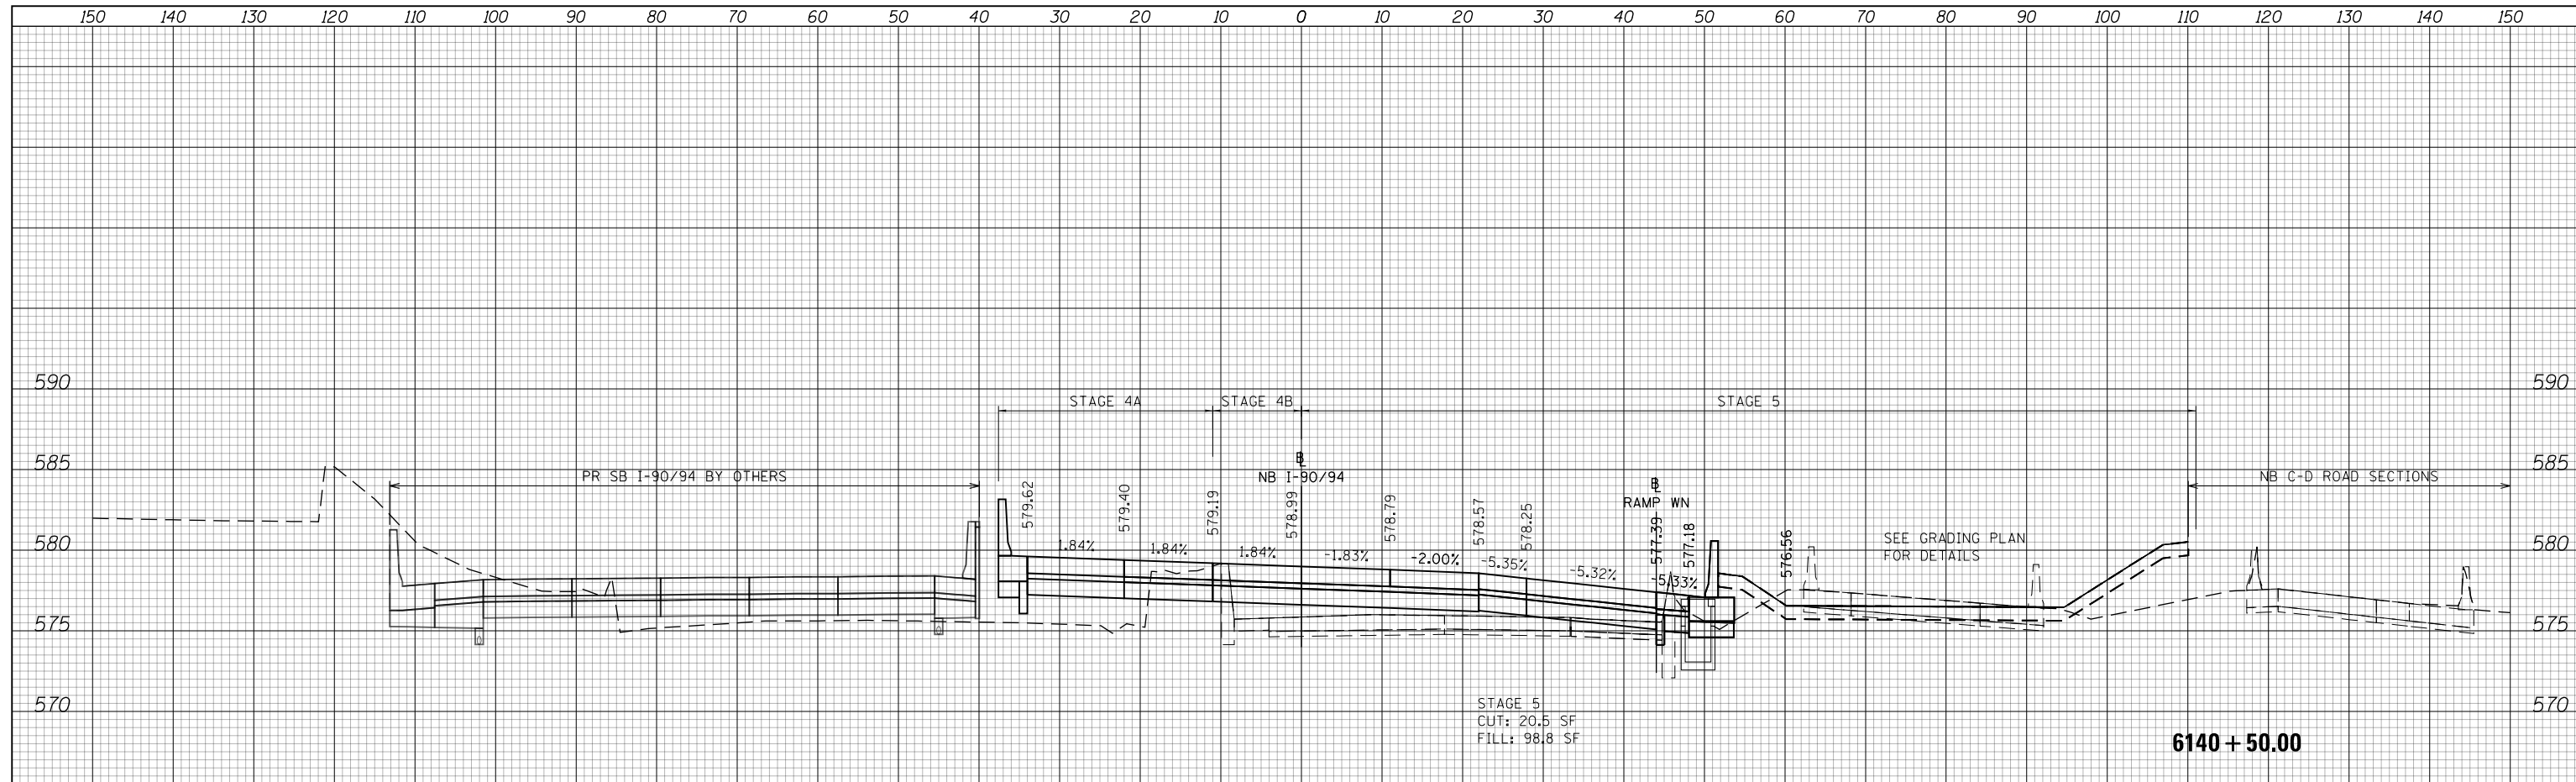 150 140 130 120 110 100 90 80 70 60 50 40 30 20 10 0 10 20 30 40 50 60 70 80 90 100 110 120 130 140 150
590 590
STAGE 4A STAGE 4B STAGE 5
585 585
PR SB I-90/94 BY OTHERS
BL
NB I-90/94
NB C-D ROAD SECTIONS
BL
RAMP WN
579.62
579.40
579.19
578.99
578.79
578.57
578.25
577.39
577.18
576.56
SEE GRADING PLAN
FOR DETAILS
580 580
1.84% 1.84% 1.84% -1.83% -2.00% -5.35% -5.32% -5.33%
575 575
570 570
STAGE 5
CUT: 20.5 SF
FILL: 98.8 SF
6140+50.00